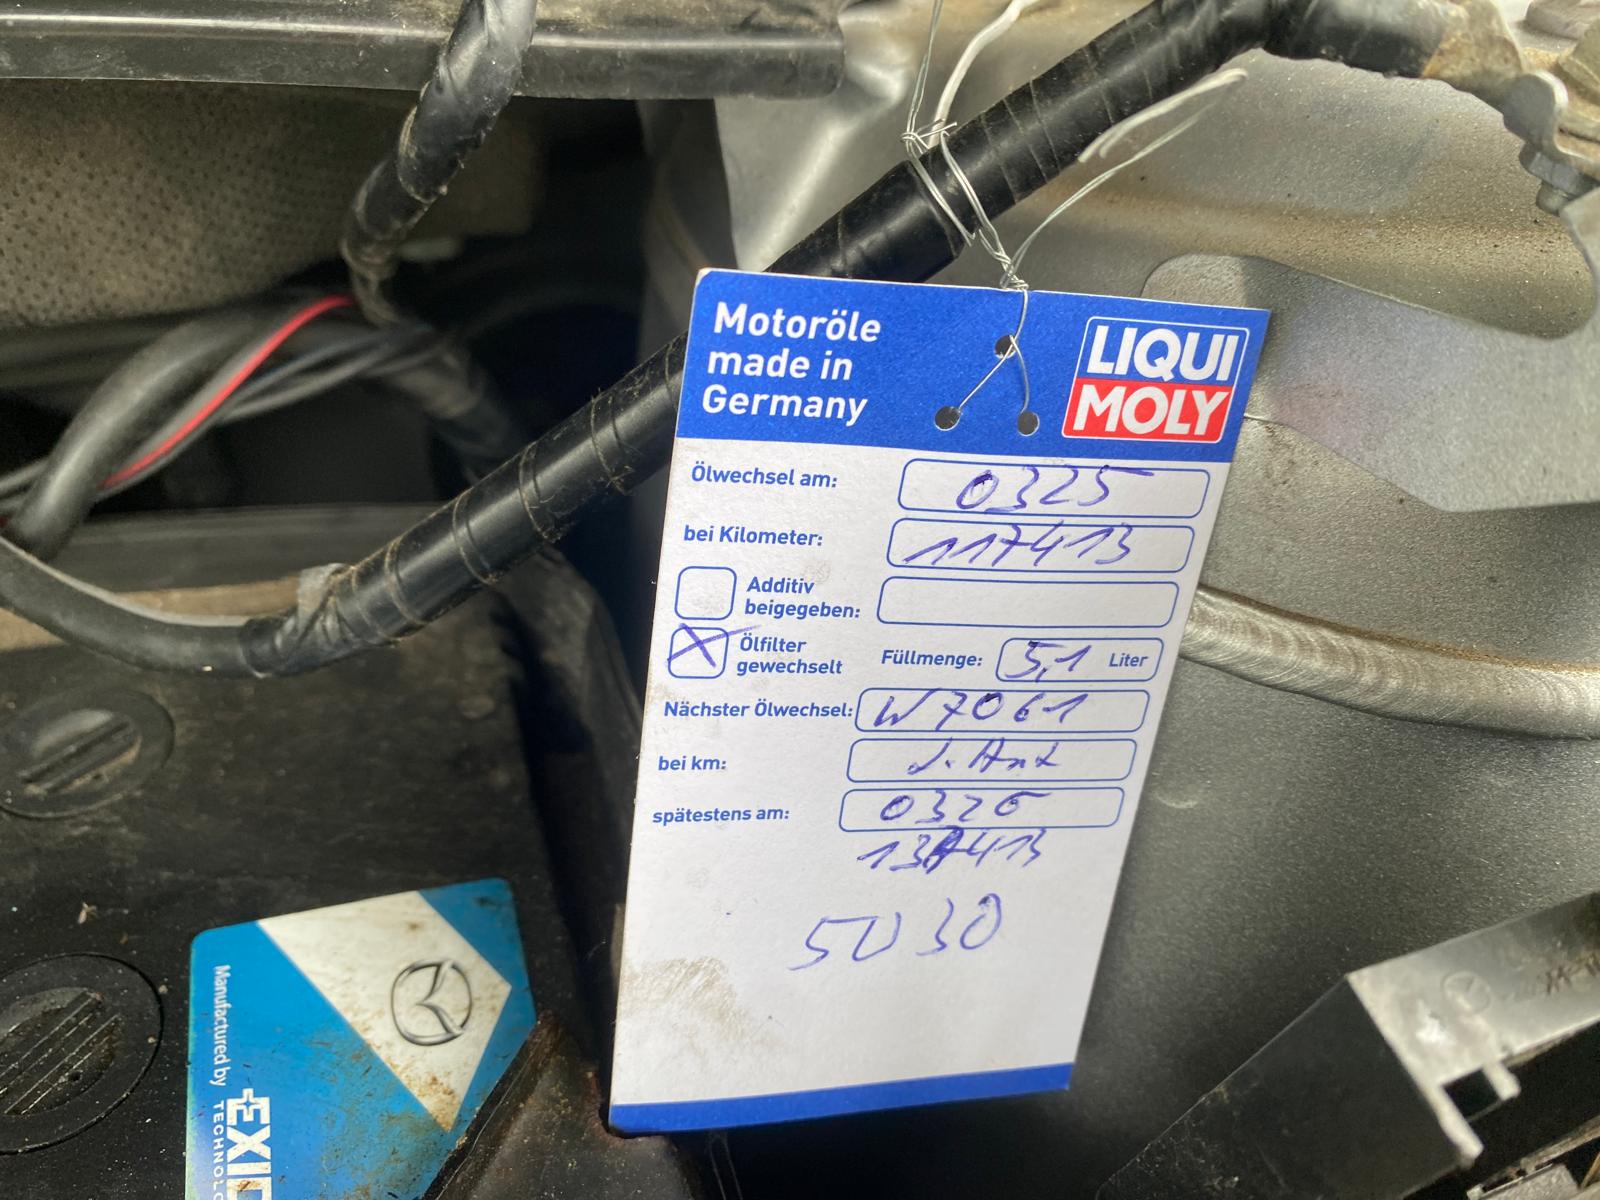 Motoröle
made in
Germany
LIQUI
MOLY
Ölwechsel am: 0325
bei Kilometer: 117413
Additiv
beigegeben:
Ölfilter
gewechselt
Füllmenge: 5,1 Liter
Nächster Ölwechsel: W7061
bei km:
spätestens am: 0326
137413
5W30
Manufactured by
EXID
TECHNOLO